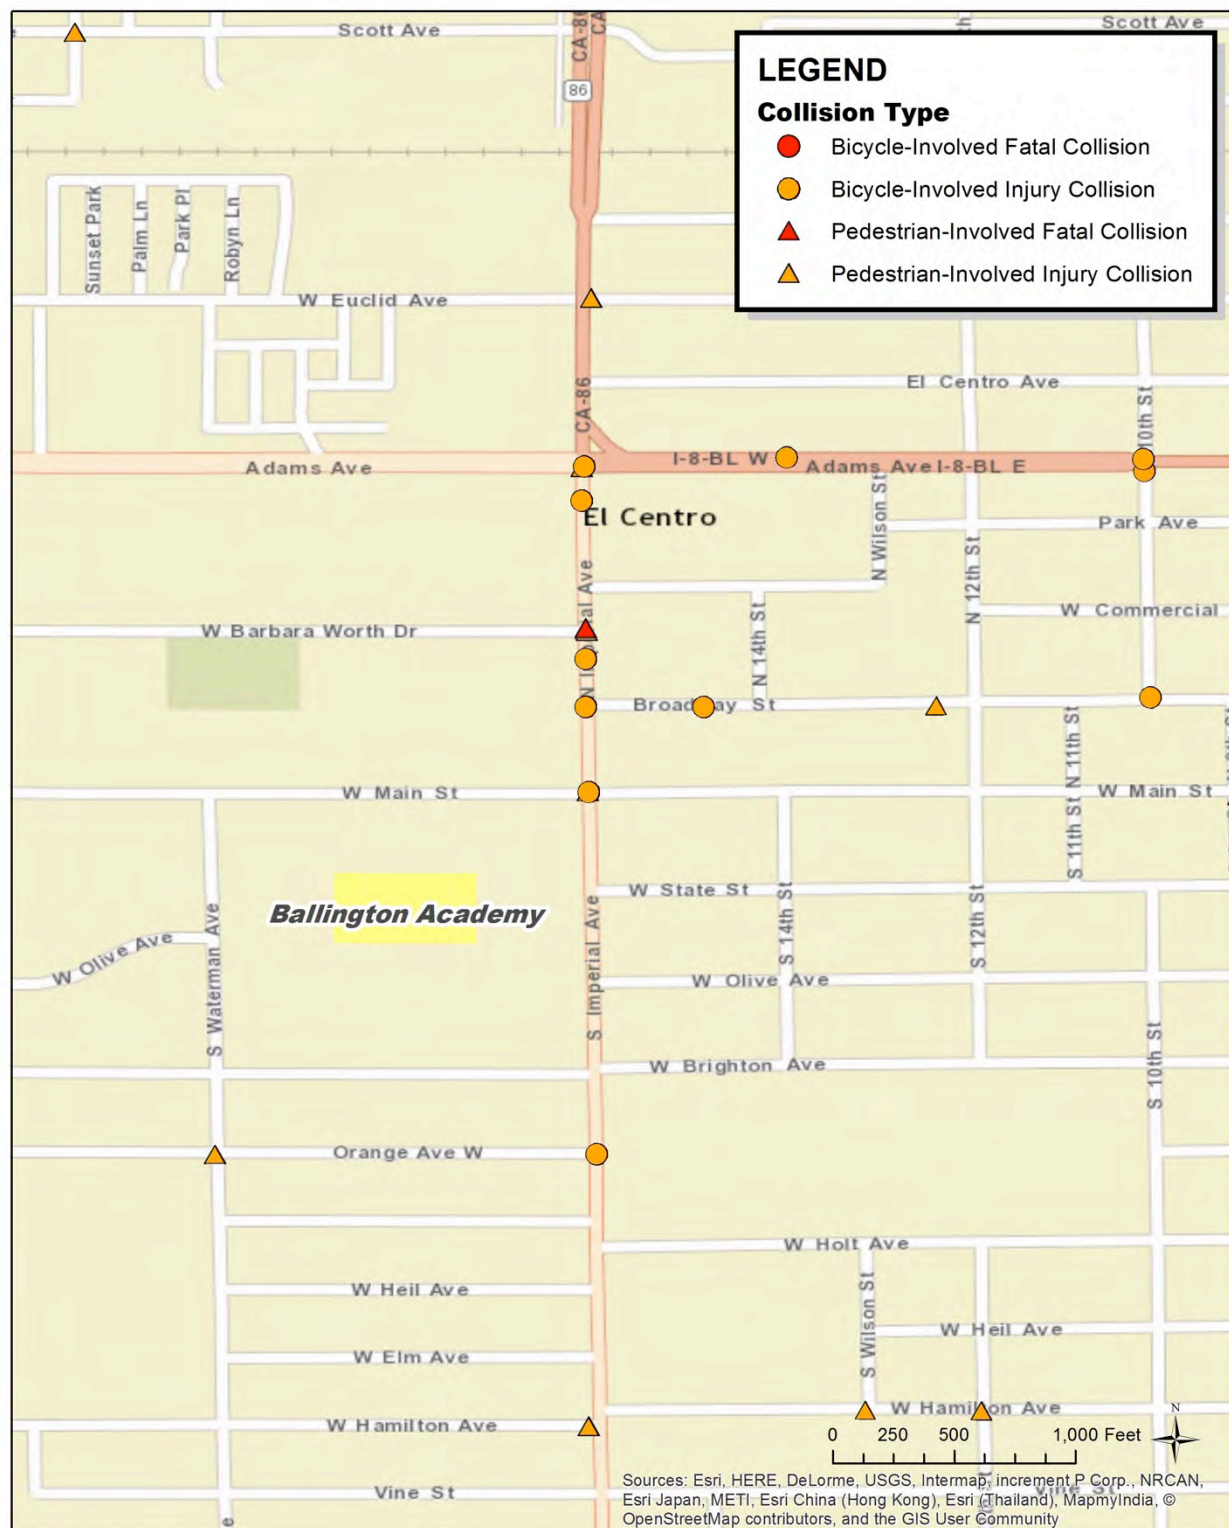 Scott Ave
Scott Ave
CA-86
CA
th
86
LEGEND
Collision Type
Bicycle-Involved Fatal Collision
Bicycle-Involved Injury Collision
Pedestrian-Involved Fatal Collision
Pedestrian-Involved Injury Collision
Sunset Park
Palm Ln
Park Pl
Robyn Ln
W Euclid Ave
El Centro Ave
CA-86
10th St
Adams Ave
I-8-BL W
Adams Ave
I-8-BL E
El Centro
N Wilson St
Park Ave
N 12th St
W Commercial
W Barbara Worth Dr
N 14th St
Broadway St
N 11th St
W Main St
W Main St
S 11th St
W State St
Ballington Academy
S Imperial Ave
S 14th St
S 12th St
W Olive Ave
S Waterman Ave
W Olive Ave
W Brighton Ave
S 10th St
Orange Ave W
W Holt Ave
W Heil Ave
S Wilson St
W Heil Ave
W Elm Ave
W Hamilton Ave
W Hamilton Ave
N
0 250 500 1,000 Feet
Vine St
Vine St
Sources: Esri, HERE, DeLorme, USGS, Intermap, increment P Corp., NRCAN,
Esri Japan, METI, Esri China (Hong Kong), Esri (Thailand), MapmyIndia, ©
OpenStreetMap contributors, and the GIS User Community